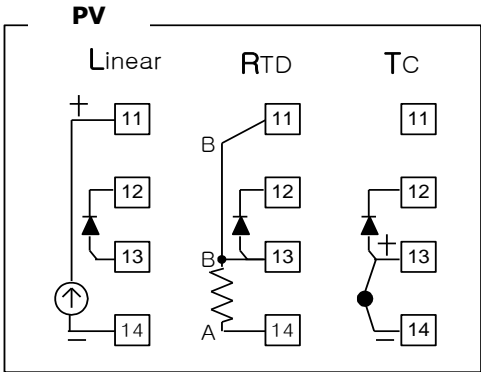 PV
Linear RTD TC
+ 11 11 11
B
12 12 12
+
13 B 13 13
14 A 14 14
− −